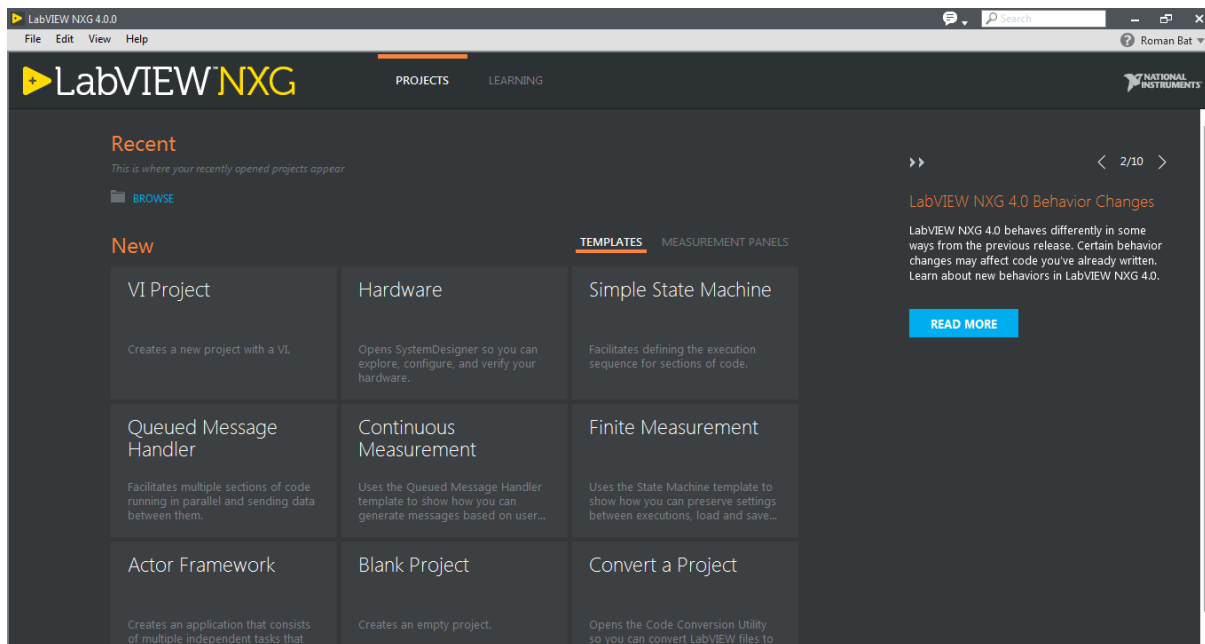 LabVIEW NXG 4.0.0
Search
File Edit View Help
Roman Bat
LabVIEW™NXG
PROJECTS
LEARNING
NATIONAL
INSTRUMENTS
Recent
This is where your recently opened projects appear
BROWSE
New
TEMPLATES
MEASUREMENT PANELS
VI Project
Creates a new project with a VI.
Hardware
Opens SystemDesigner so you can
explore, configure, and verify your
hardware.
Simple State Machine
Facilitates defining the execution
sequence for sections of code.
Queued Message
Handler
Facilitates multiple sections of code
running in parallel and sending data
between them.
Continuous
Measurement
Uses the Queued Message Handler
template to show how you can
generate messages based on user...
Finite Measurement
Uses the State Machine template to
show how you can preserve settings
between executions, load and save...
Actor Framework
Creates an application that consists
of multiple independent tasks that
Blank Project
Creates an empty project.
Convert a Project
Opens the Code Conversion Utility
so you can convert LabVIEW files to
2/10
LabVIEW NXG 4.0 Behavior Changes
LabVIEW NXG 4.0 behaves differently in some
ways from the previous release. Certain behavior
changes may affect code you've already written.
Learn about new behaviors in LabVIEW NXG 4.0.
READ MORE